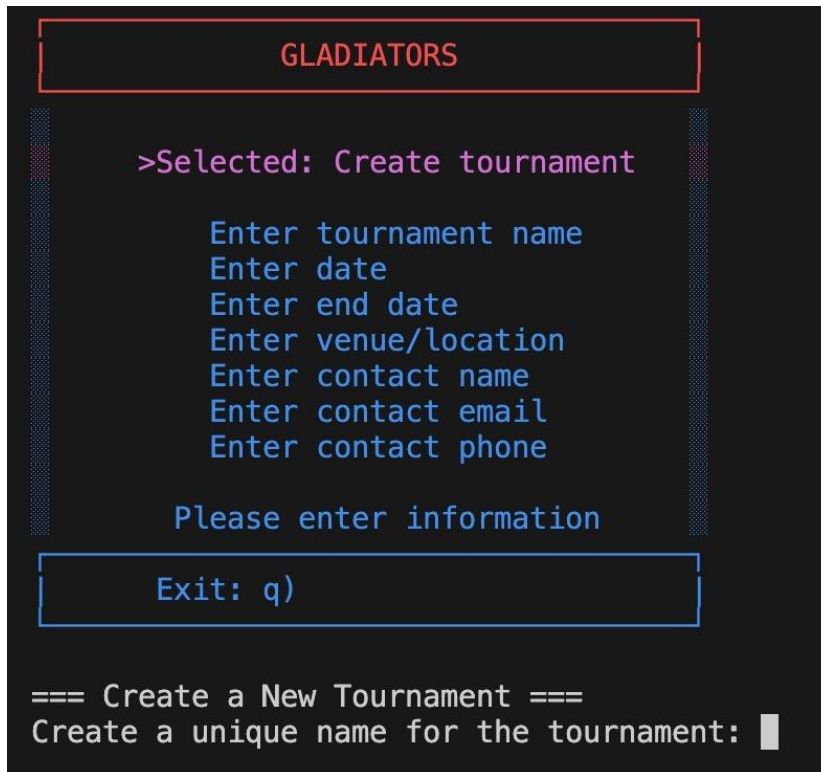 GLADIATORS
>Selected: Create tournament
Enter tournament name
Enter date
Enter end date
Enter venue/location
Enter contact name
Enter contact email
Enter contact phone
Please enter information
Exit: q)
=== Create a New Tournament ===
Create a unique name for the tournament: